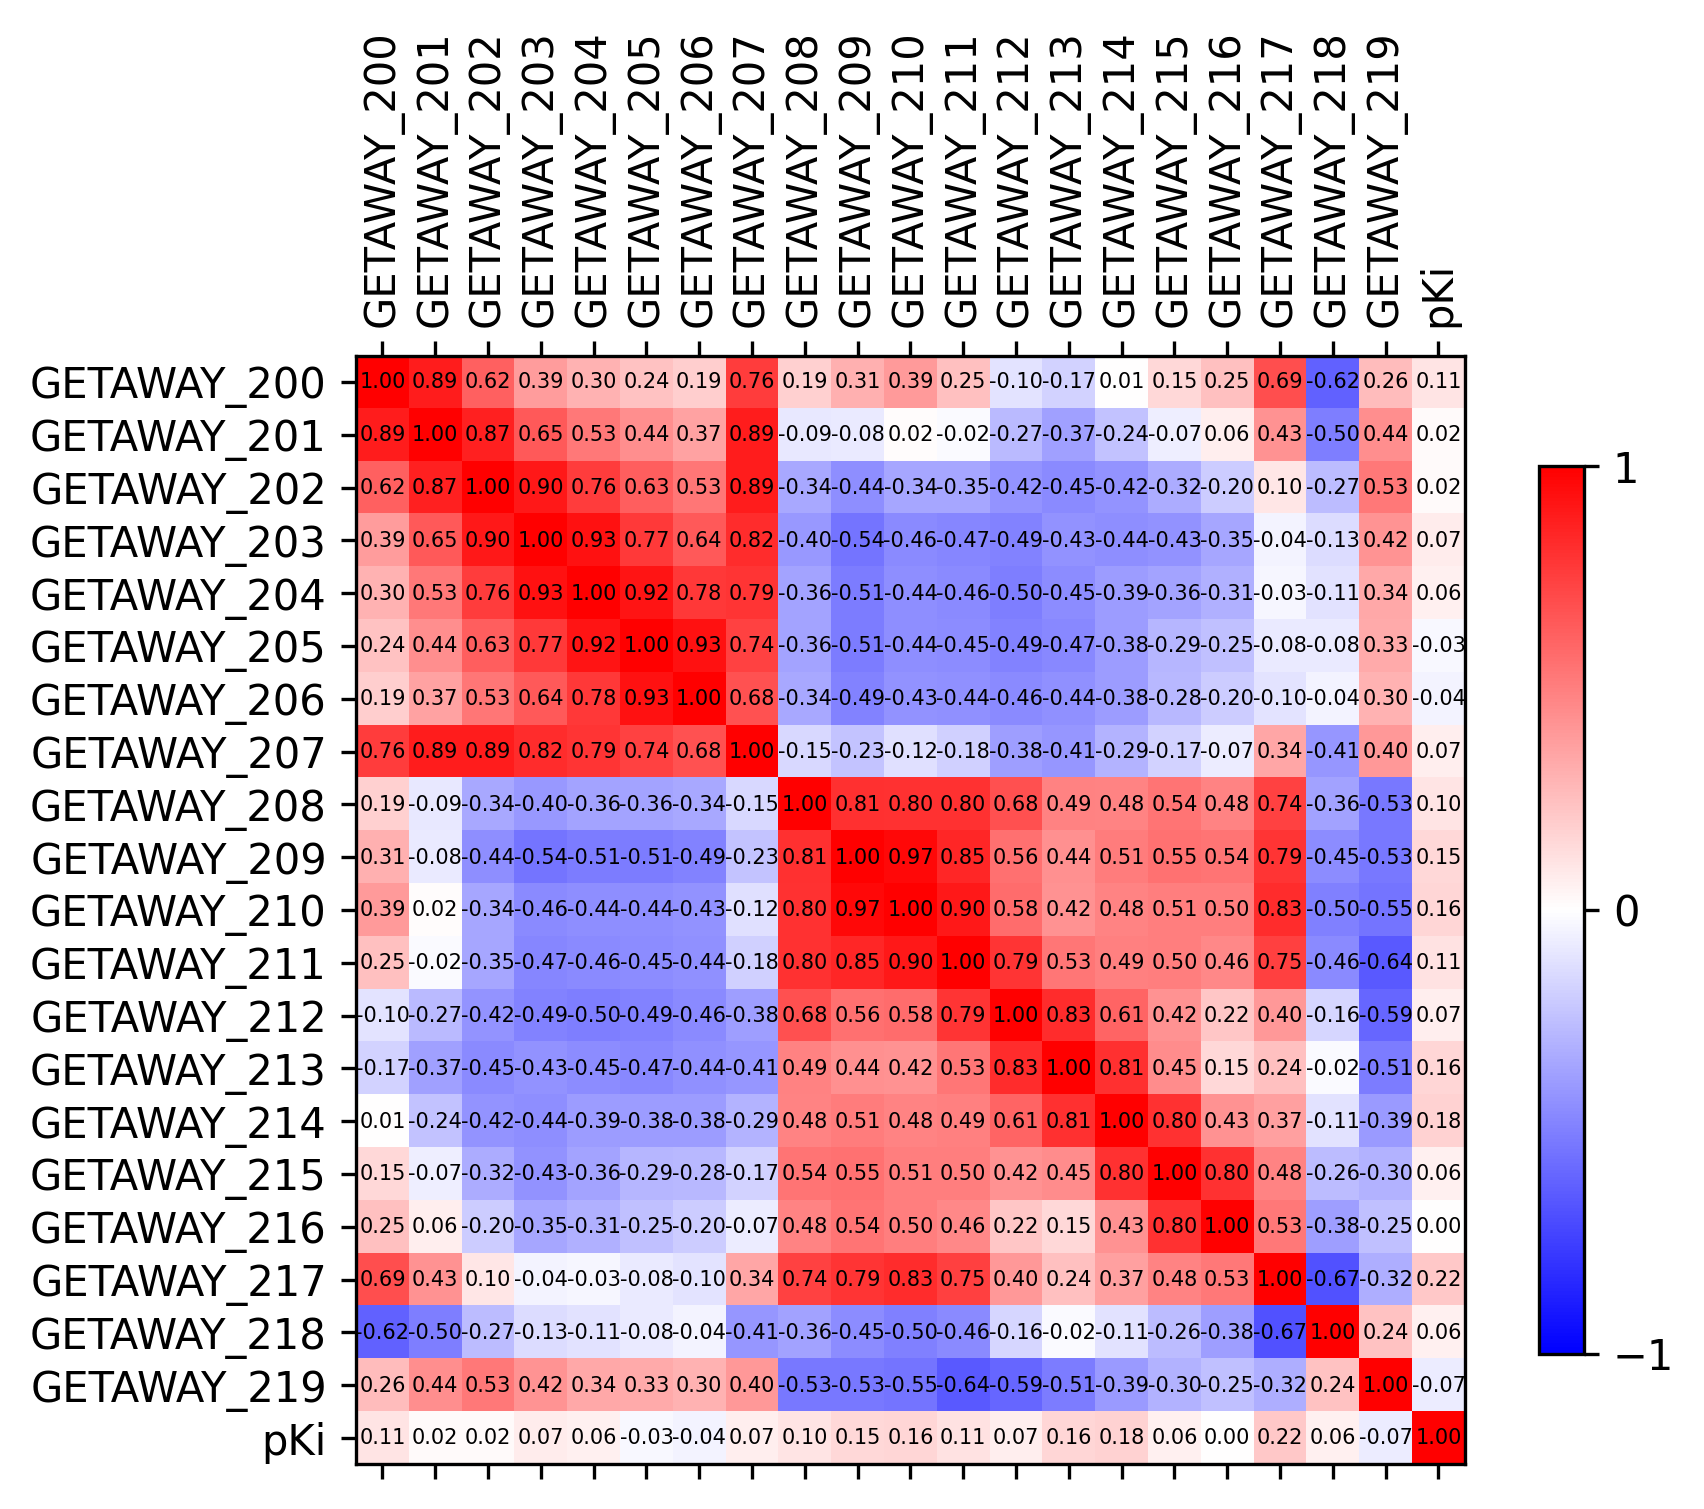 GETAWAY_200 GETAWAY_201 GETAWAY_202 GETAWAY_203 GETAWAY_204 GETAWAY_205 GETAWAY_206 GETAWAY_207 GETAWAY_208 GETAWAY_209 GETAWAY_210 GETAWAY_211 GETAWAY_212 GETAWAY_213 GETAWAY_214 GETAWAY_215 GETAWAY_216 GETAWAY_217 GETAWAY_218 GETAWAY_219 pKi
GETAWAY_200 1.00 0.89 0.62 0.39 0.30 0.24 0.19 0.76 0.19 0.31 0.39 0.25 -0.10 -0.17 0.01 0.15 0.25 0.69 -0.62 0.26 0.11
GETAWAY_201 0.89 1.00 0.87 0.65 0.53 0.44 0.37 0.89 -0.09 -0.08 0.02 -0.02 -0.27 -0.37 -0.24 -0.07 0.06 0.43 -0.50 0.44 0.02
GETAWAY_202 0.62 0.87 1.00 0.90 0.76 0.63 0.53 0.89 -0.34 -0.44 -0.34 -0.35 -0.42 -0.45 -0.42 -0.32 -0.20 0.10 -0.27 0.53 0.02
GETAWAY_203 0.39 0.65 0.90 1.00 0.93 0.77 0.64 0.82 -0.40 -0.54 -0.46 -0.47 -0.49 -0.43 -0.44 -0.43 -0.35 -0.04 -0.13 0.42 0.07
GETAWAY_204 0.30 0.53 0.76 0.93 1.00 0.92 0.78 0.79 -0.36 -0.51 -0.44 -0.46 -0.50 -0.45 -0.39 -0.36 -0.31 -0.03 -0.11 0.34 0.06
GETAWAY_205 0.24 0.44 0.63 0.77 0.92 1.00 0.93 0.74 -0.36 -0.51 -0.44 -0.45 -0.49 -0.47 -0.38 -0.29 -0.25 -0.08 -0.08 0.33 -0.03
GETAWAY_206 0.19 0.37 0.53 0.64 0.78 0.93 1.00 0.68 -0.34 -0.49 -0.43 -0.44 -0.46 -0.44 -0.38 -0.28 -0.20 -0.10 -0.04 0.30 -0.04
GETAWAY_207 0.76 0.89 0.89 0.82 0.79 0.74 0.68 1.00 -0.15 -0.23 -0.12 -0.18 -0.38 -0.41 -0.29 -0.17 -0.07 0.34 -0.41 0.40 0.07
GETAWAY_208 0.19 -0.09 -0.34 -0.40 -0.36 -0.36 -0.34 -0.15 1.00 0.81 0.80 0.80 0.68 0.49 0.48 0.54 0.48 0.74 -0.36 -0.53 0.10
GETAWAY_209 0.31 -0.08 -0.44 -0.54 -0.51 -0.51 -0.49 -0.23 0.81 1.00 0.97 0.85 0.56 0.44 0.51 0.55 0.54 0.79 -0.45 -0.53 0.15
GETAWAY_210 0.39 0.02 -0.34 -0.46 -0.44 -0.44 -0.43 -0.12 0.80 0.97 1.00 0.90 0.58 0.42 0.48 0.51 0.50 0.83 -0.50 -0.55 0.16
GETAWAY_211 0.25 -0.02 -0.35 -0.47 -0.46 -0.45 -0.44 -0.18 0.80 0.85 0.90 1.00 0.79 0.53 0.49 0.50 0.46 0.75 -0.46 -0.64 0.11
GETAWAY_212 -0.10 -0.27 -0.42 -0.49 -0.50 -0.49 -0.46 -0.38 0.68 0.56 0.58 0.79 1.00 0.83 0.61 0.42 0.22 0.40 -0.16 -0.59 0.07
GETAWAY_213 -0.17 -0.37 -0.45 -0.43 -0.45 -0.47 -0.44 -0.41 0.49 0.44 0.42 0.53 0.83 1.00 0.81 0.45 0.15 0.24 -0.02 -0.51 0.16
GETAWAY_214 0.01 -0.24 -0.42 -0.44 -0.39 -0.38 -0.38 -0.29 0.48 0.51 0.48 0.49 0.61 0.81 1.00 0.80 0.43 0.37 -0.11 -0.39 0.18
GETAWAY_215 0.15 -0.07 -0.32 -0.43 -0.36 -0.29 -0.28 -0.17 0.54 0.55 0.51 0.50 0.42 0.45 0.80 1.00 0.80 0.48 -0.26 -0.30 0.06
GETAWAY_216 0.25 0.06 -0.20 -0.35 -0.31 -0.25 -0.20 -0.07 0.48 0.54 0.50 0.46 0.22 0.15 0.43 0.80 1.00 0.53 -0.38 -0.25 0.00
GETAWAY_217 0.69 0.43 0.10 -0.04 -0.03 -0.08 -0.10 0.34 0.74 0.79 0.83 0.75 0.40 0.24 0.37 0.48 0.53 1.00 -0.67 -0.32 0.22
GETAWAY_218 -0.62 -0.50 -0.27 -0.13 -0.11 -0.08 -0.04 -0.41 -0.36 -0.45 -0.50 -0.46 -0.16 -0.02 -0.11 -0.26 -0.38 -0.67 1.00 0.24 0.06
GETAWAY_219 0.26 0.44 0.53 0.42 0.34 0.33 0.30 0.40 -0.53 -0.53 -0.55 -0.64 -0.59 -0.51 -0.39 -0.30 -0.25 -0.32 0.24 1.00 -0.07
pKi 0.11 0.02 0.02 0.07 0.06 -0.03 -0.04 0.07 0.10 0.15 0.16 0.11 0.07 0.16 0.18 0.06 0.00 0.22 0.06 -0.07 1.00
1
0
−1